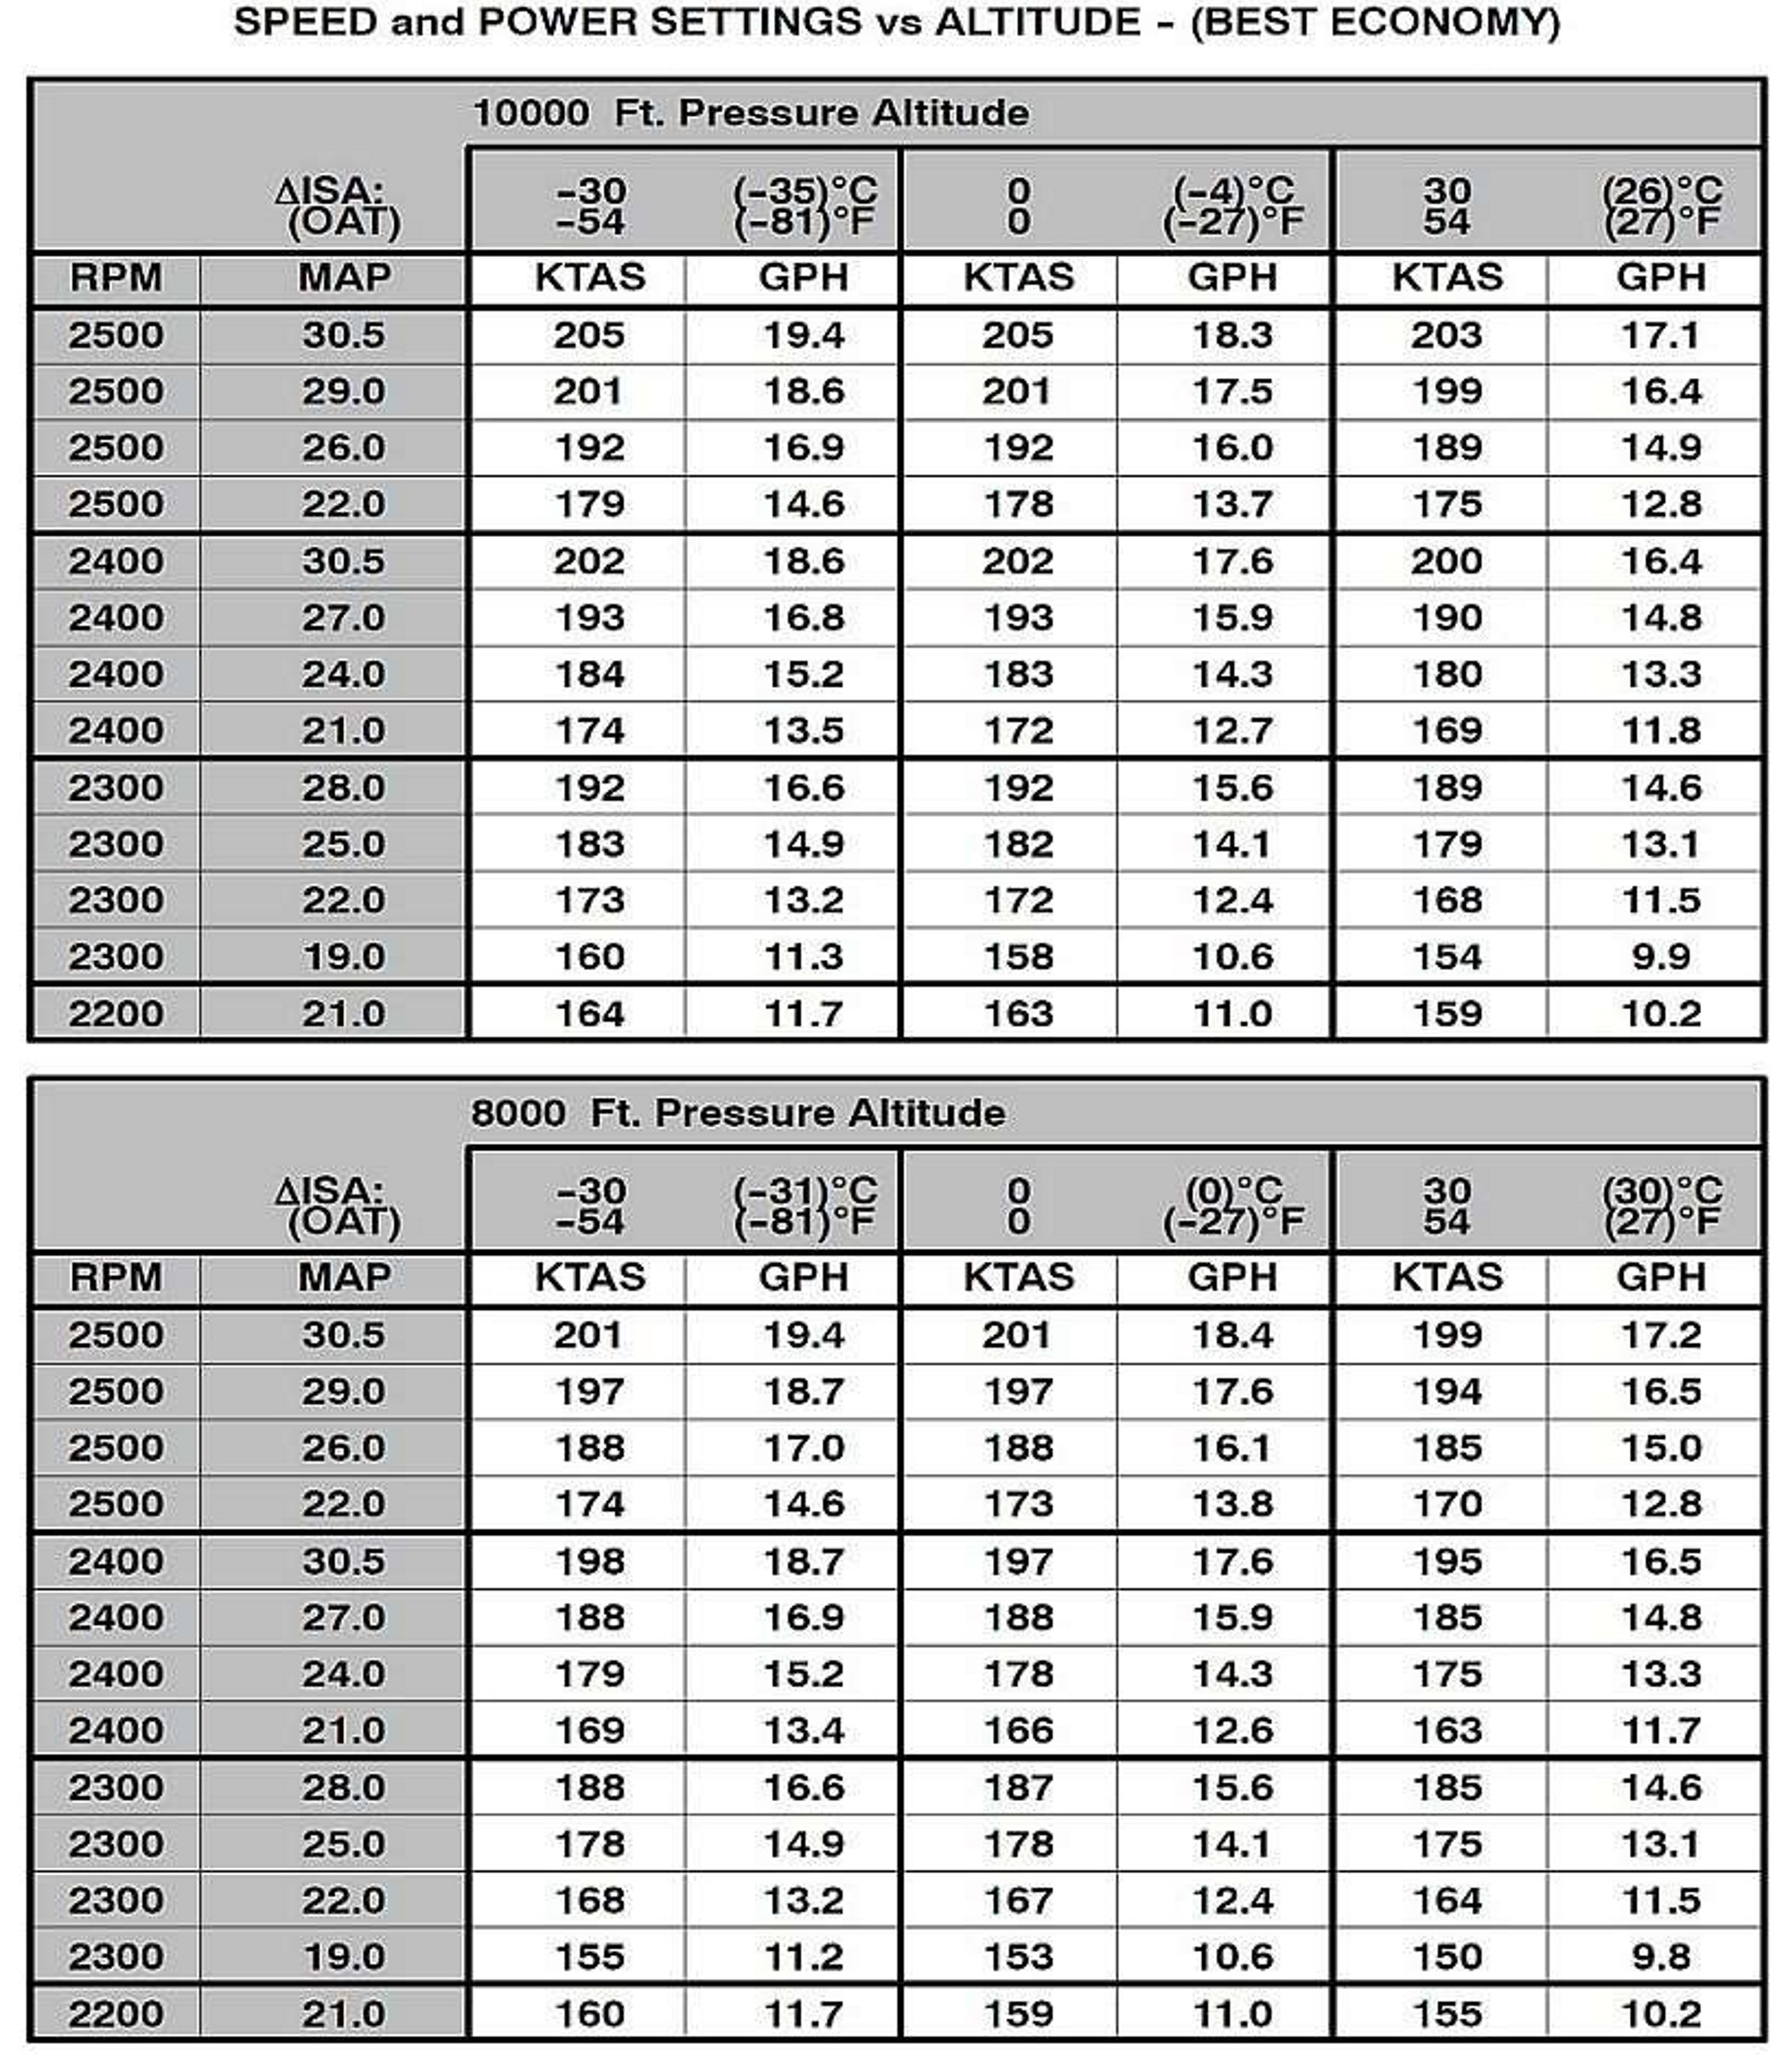 SPEED and POWER SETTINGS vs ALTITUDE - (BEST ECONOMY)
10000 Ft. Pressure Altitude
ΔISA: -30 (-35)°C 0 (-4)°C 30 (26)°C
(OAT) -54 (-81)°F 0 (-27)°F 54 (27)°F
RPM MAP KTAS GPH KTAS GPH KTAS GPH
2500 30.5 205 19.4 205 18.3 203 17.1
2500 29.0 201 18.6 201 17.5 199 16.4
2500 26.0 192 16.9 192 16.0 189 14.9
2500 22.0 179 14.6 178 13.7 175 12.8
2400 30.5 202 18.6 202 17.6 200 16.4
2400 27.0 193 16.8 193 15.9 190 14.8
2400 24.0 184 15.2 183 14.3 180 13.3
2400 21.0 174 13.5 172 12.7 169 11.8
2300 28.0 192 16.6 192 15.6 189 14.6
2300 25.0 183 14.9 182 14.1 179 13.1
2300 22.0 173 13.2 172 12.4 168 11.5
2300 19.0 160 11.3 158 10.6 154 9.9
2200 21.0 164 11.7 163 11.0 159 10.2
8000 Ft. Pressure Altitude
ΔISA: -30 (-31)°C 0 (0)°C 30 (30)°C
(OAT) -54 (-81)°F 0 (-27)°F 54 (27)°F
RPM MAP KTAS GPH KTAS GPH KTAS GPH
2500 30.5 201 19.4 201 18.4 199 17.2
2500 29.0 197 18.7 197 17.6 194 16.5
2500 26.0 188 17.0 188 16.1 185 15.0
2500 22.0 174 14.6 173 13.8 170 12.8
2400 30.5 198 18.7 197 17.6 195 16.5
2400 27.0 188 16.9 188 15.9 185 14.8
2400 24.0 179 15.2 178 14.3 175 13.3
2400 21.0 169 13.4 166 12.6 163 11.7
2300 28.0 188 16.6 187 15.6 185 14.6
2300 25.0 178 14.9 178 14.1 175 13.1
2300 22.0 168 13.2 167 12.4 164 11.5
2300 19.0 155 11.2 153 10.6 150 9.8
2200 21.0 160 11.7 159 11.0 155 10.2